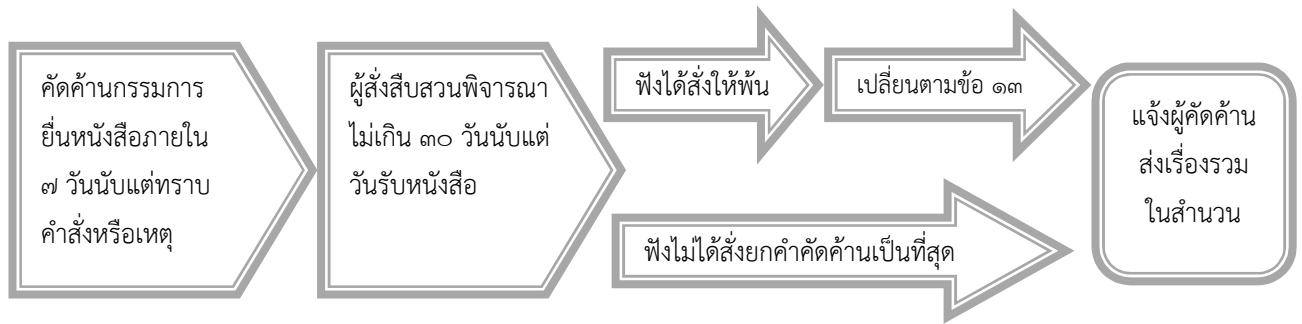 คัดค้านกรรมการ
ยื่นหนังสือภายใน
๗ วันนับแต่ทราบ
คำสั่งหรือเหตุ
ผู้สั่งสืบสวนพิจารณา
ไม่เกิน ๓๐ วันนับแต่
วันรับหนังสือ
ฟังได้สั่งให้พ้น
เปลี่ยนตามข้อ ๑๓
ฟังไม่ได้สั่งยกคำคัดค้านเป็นที่สุด
แจ้งผู้คัดค้าน
ส่งเรื่องรวม
ในสำนวน